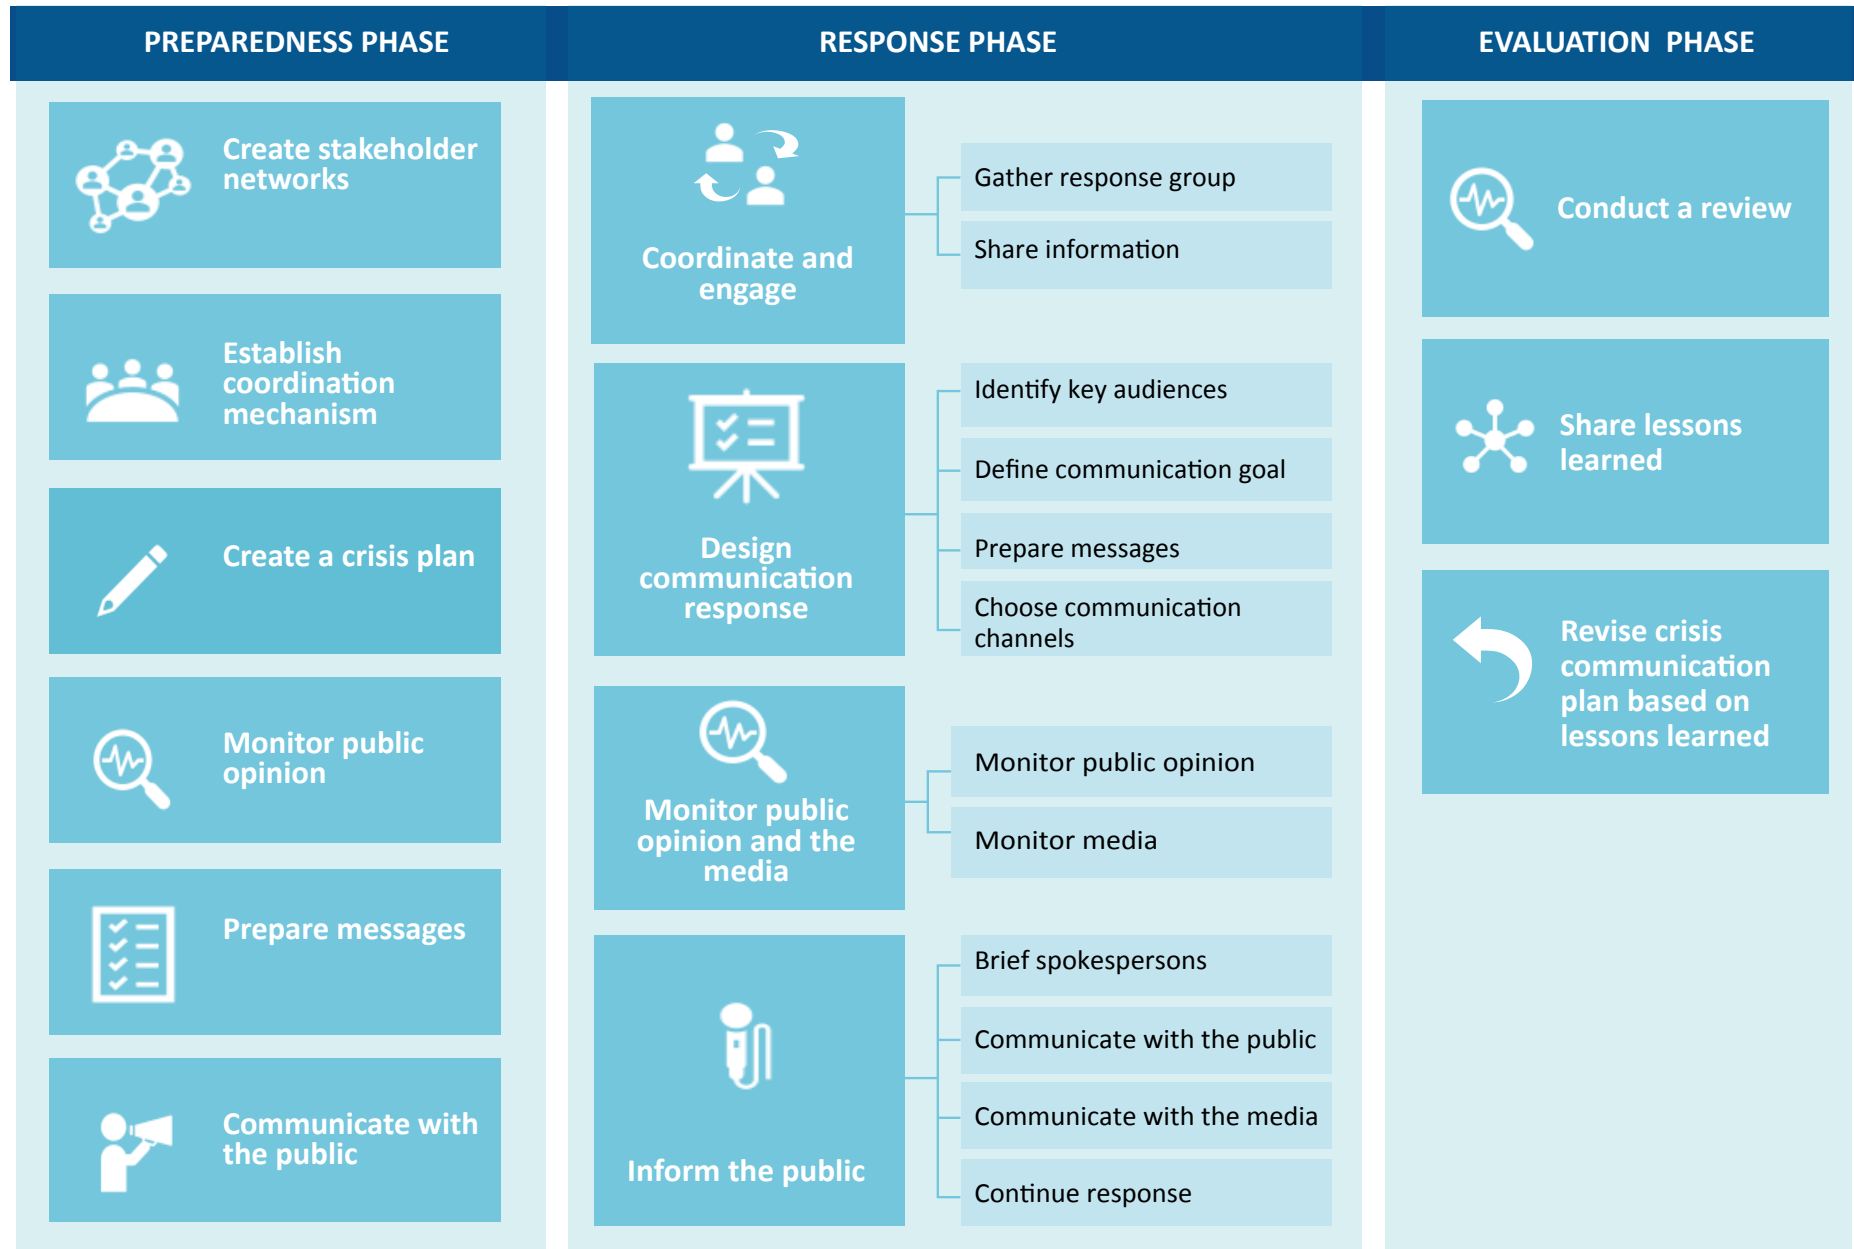 PREPAREDNESS PHASE
Create stakeholder
networks
Establish
coordination
mechanism
Create a crisis plan
Monitor public
opinion
Prepare messages
Communicate with
the public
RESPONSE PHASE
Coordinate and
engage
Gather response group
Share information
Design
communication
response
Identify key audiences
Define communication goal
Prepare messages
Choose communication
channels
Monitor public
opinion and the
media
Monitor public opinion
Monitor media
Inform the public
Brief spokespersons
Communicate with the public
Communicate with the media
Continue response
EVALUATION PHASE
Conduct a review
Share lessons
learned
Revise crisis
communication
plan based on
lessons learned